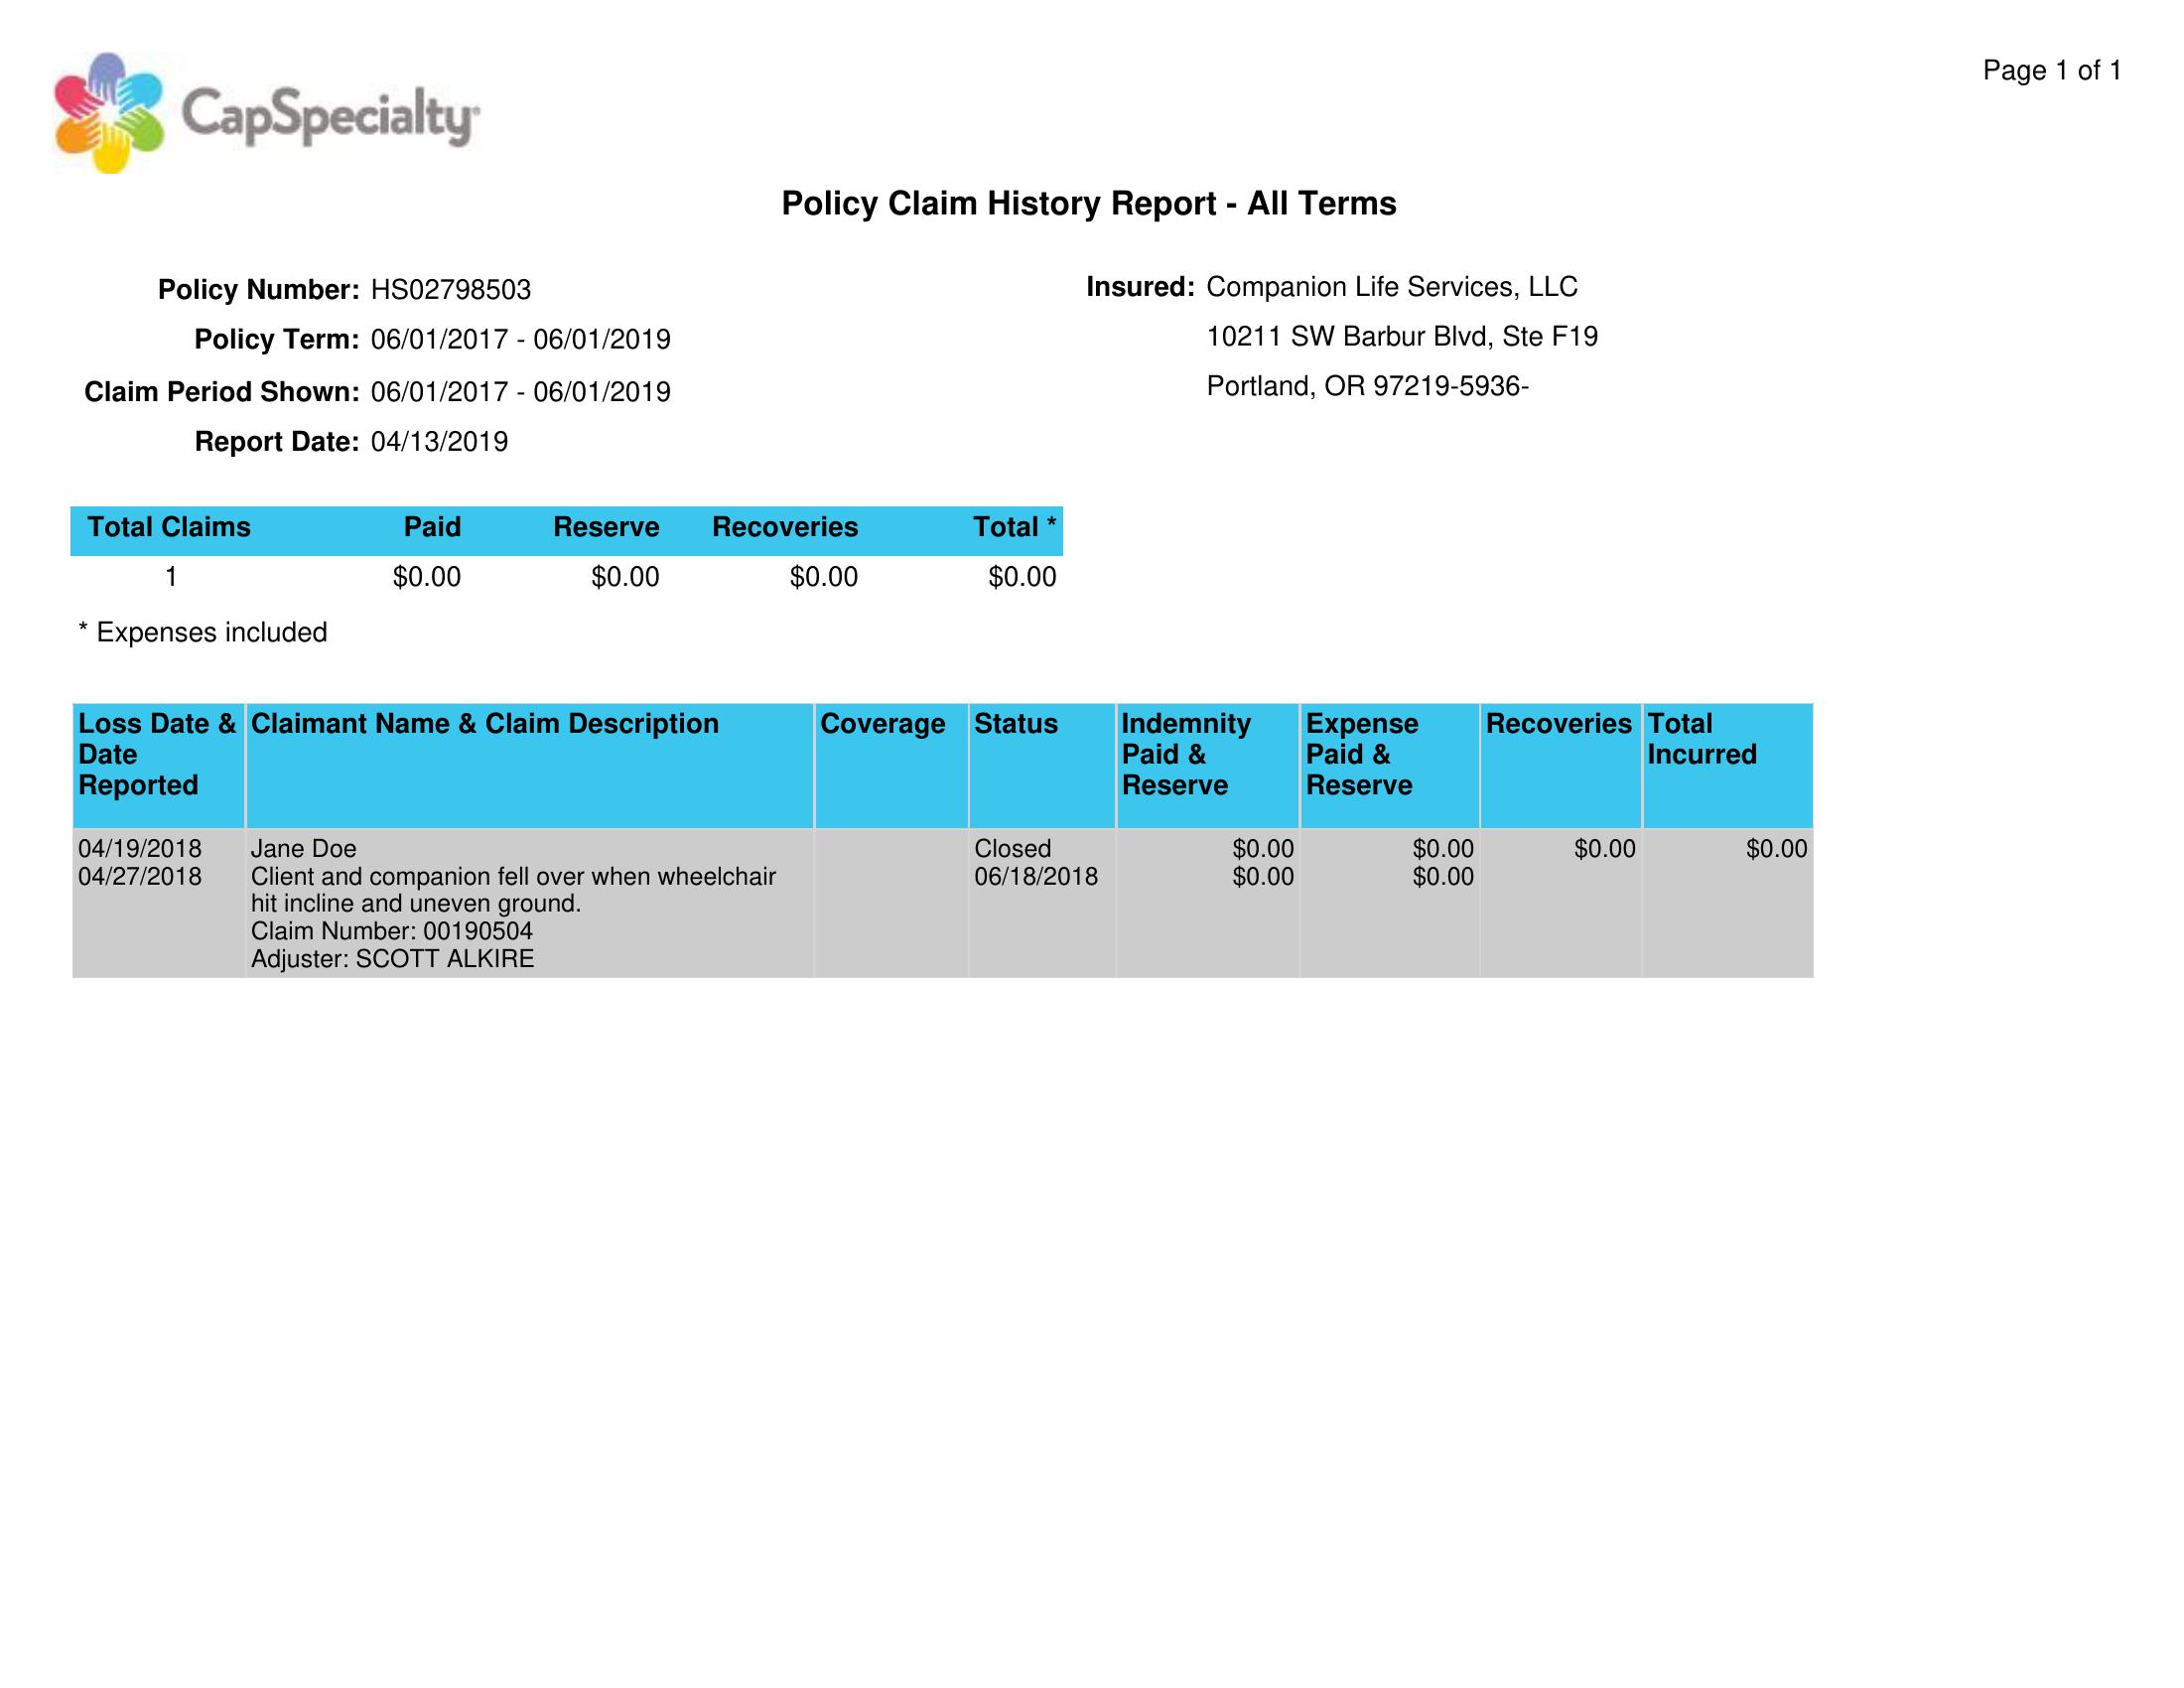 CapSpecialty
Page 1 of 1
Policy Claim History Report - All Terms
Policy Number: HS02798503
Policy Term: 06/01/2017 - 06/01/2019
Claim Period Shown: 06/01/2017 - 06/01/2019
Report Date: 04/13/2019
Insured: Companion Life Services, LLC
10211 SW Barbur Blvd, Ste F19
Portland, OR 97219-5936-
Total Claims Paid Reserve Recoveries Total *
1 $0.00 $0.00 $0.00 $0.00
* Expenses included
Loss Date & Claimant Name & Claim Description Coverage Status Indemnity Expense Recoveries Total
Date Paid & Paid & Incurred
Reported Reserve Reserve
04/19/2018 Jane Doe Closed $0.00 $0.00 $0.00 $0.00
04/27/2018 Client and companion fell over when wheelchair 06/18/2018 $0.00 $0.00
hit incline and uneven ground.
Claim Number: 00190504
Adjuster: SCOTT ALKIRE